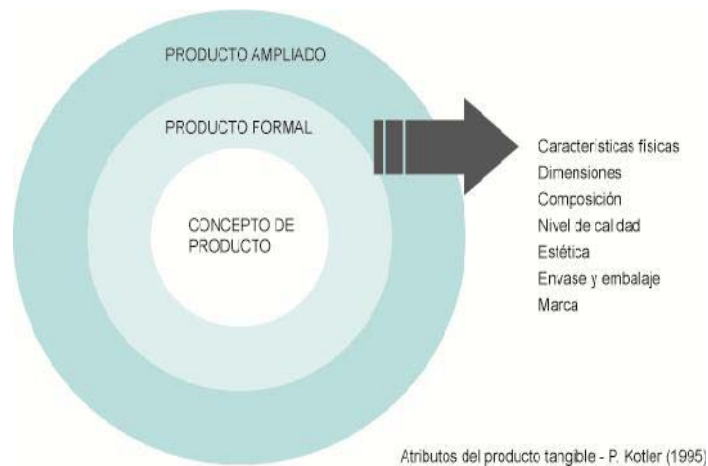 PRODUCTO AMPLIADO
PRODUCTO FORMAL
CONCEPTO DE
PRODUCTO
Características físicas
Dimensiones
Composición
Nivel de calidad
Estética
Envase y embalaje
Marca
Atributos del producto tangible - P. Kotler (1995)